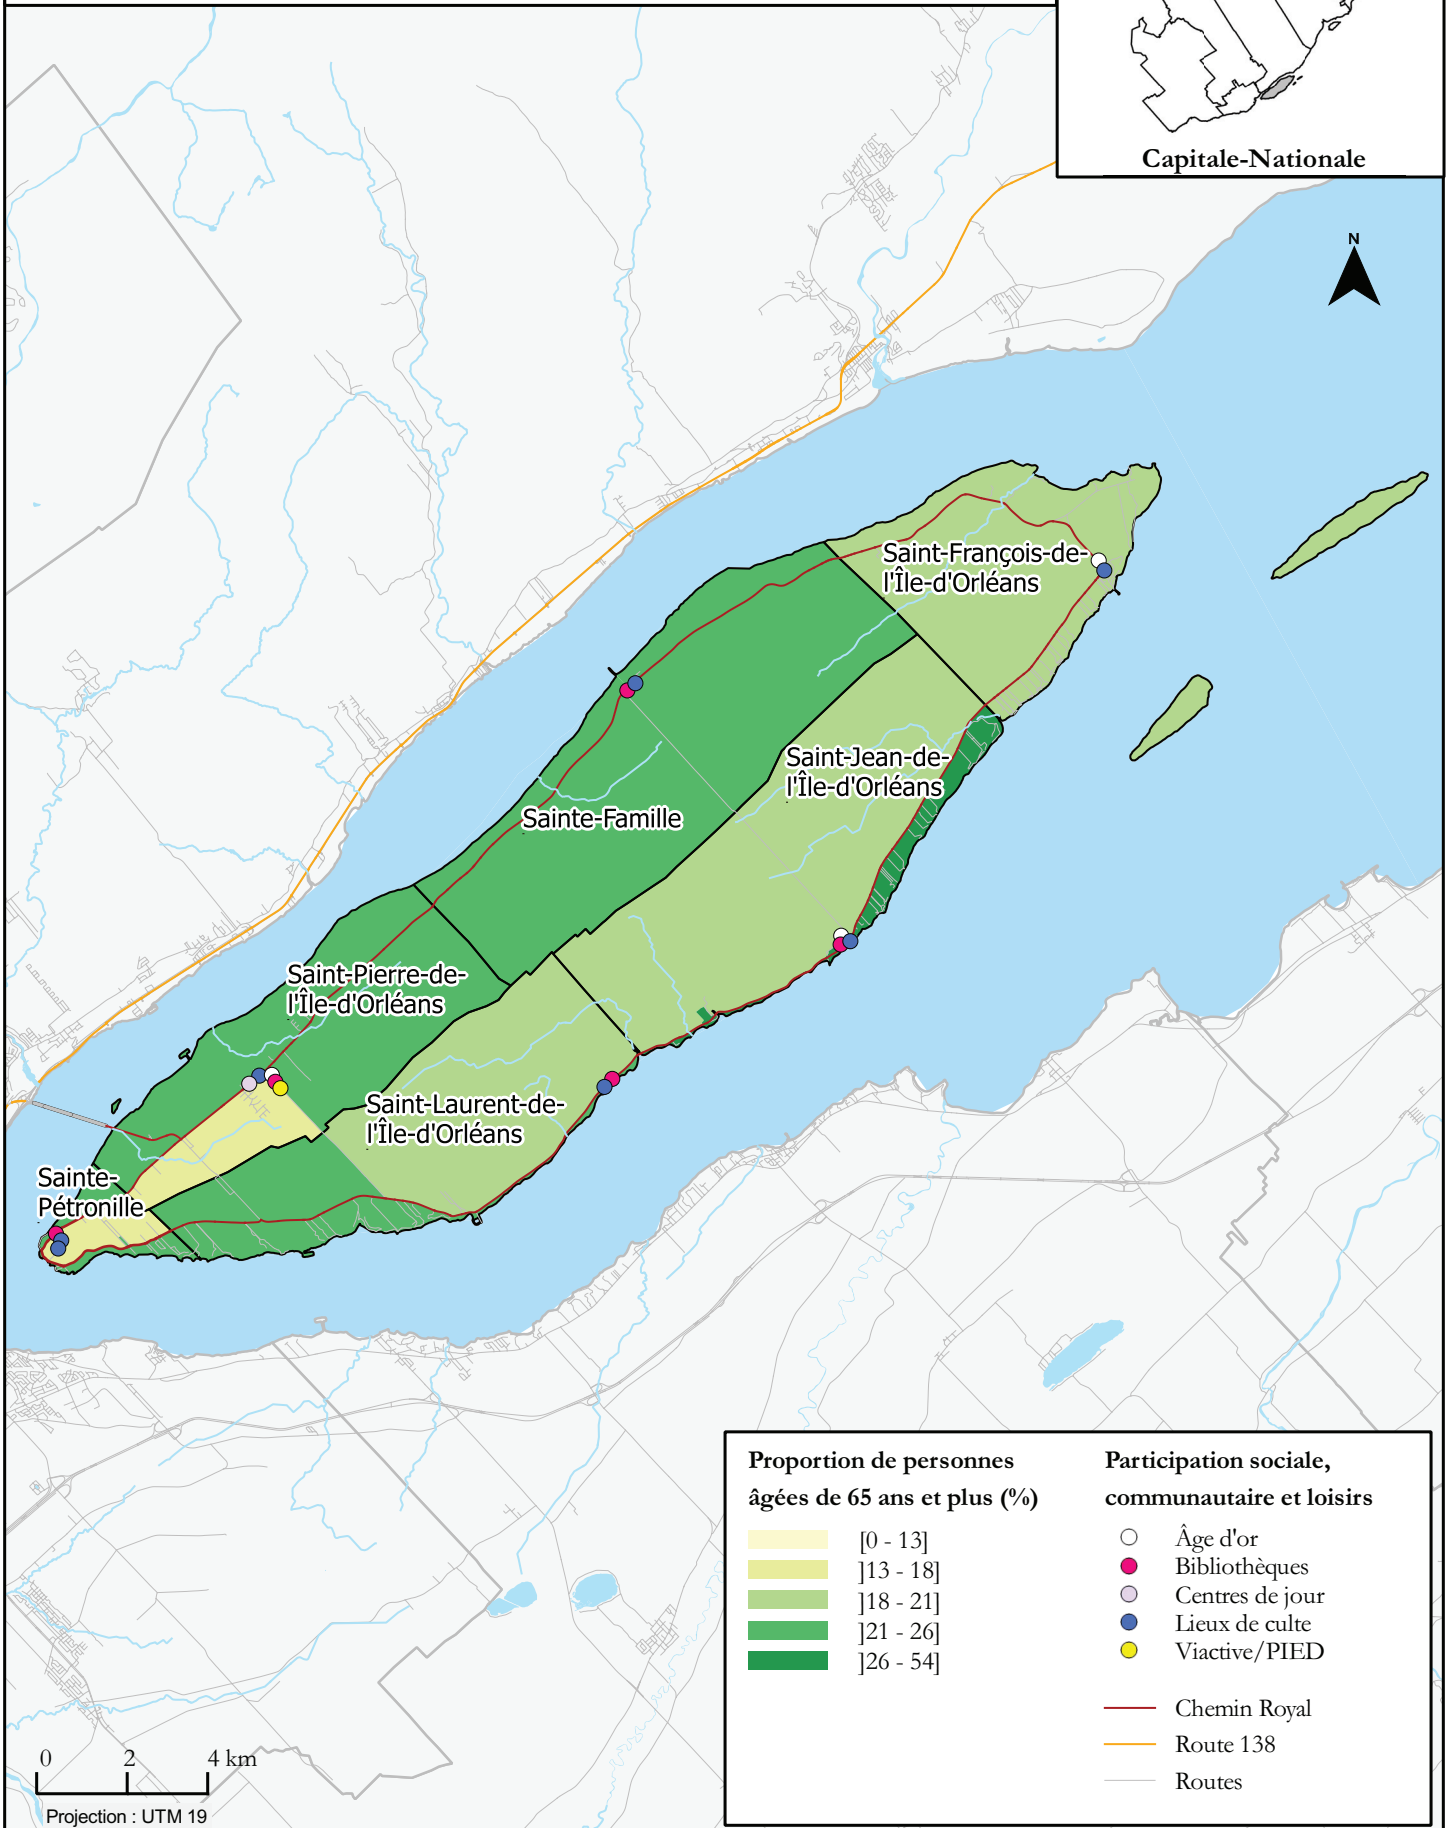 Capitale-Nationale
N
Saint-François-de-
l'Île-d'Orléans
Saint-Jean-de-
l'Île-d'Orléans
Sainte-Famille
Saint-Pierre-de-
l'Île-d'Orléans
Saint-Laurent-de-
l'Île-d'Orléans
Sainte-
Pétronille
Proportion de personnes
âgées de 65 ans et plus (%)
[0 - 13]
]13 - 18]
]18 - 21]
]21 - 26]
]26 - 54]
Participation sociale,
communautaire et loisirs
Âge d'or
Bibliothèques
Centres de jour
Lieux de culte
Viactive/PIED
Chemin Royal
Route 138
Routes
0 2 4 km
Projection : UTM 19